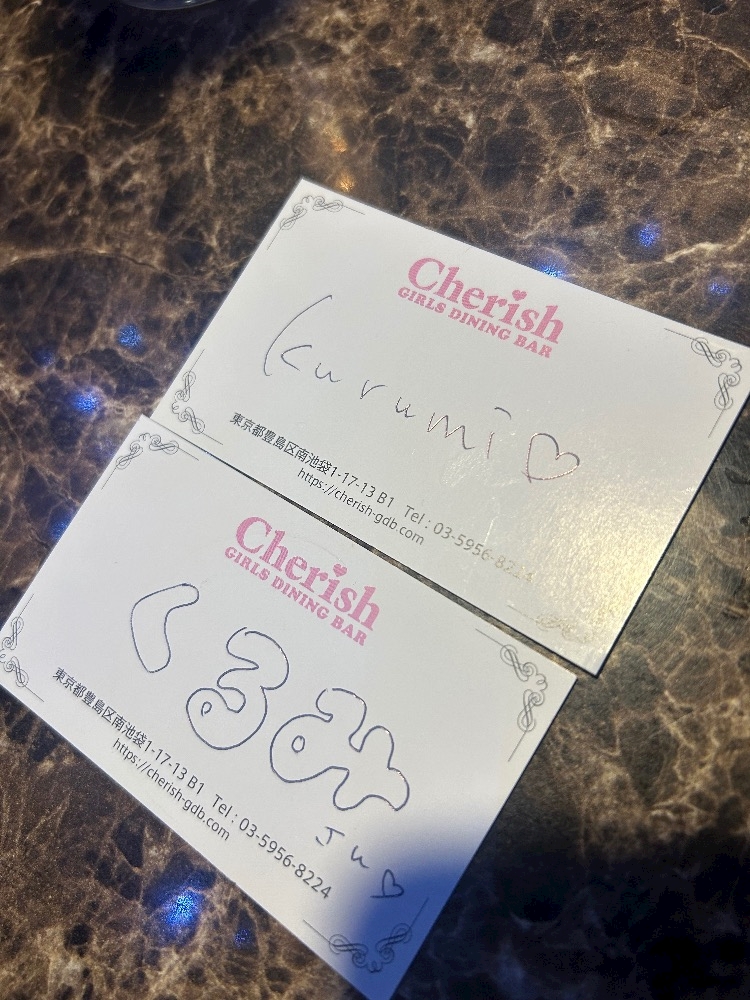 Cherish
GIRLS DINING BAR
kurumi♡
東京都豊島区南池袋1-17-13 B1 Tel : 03-5956-8224
https://cherish-gdb.com
Cherish
GIRLS DINING BAR
くるみ
東京都豊島区南池袋1-17-13 B1 Tel : 03-5956-8224
https://cherish-gdb.com